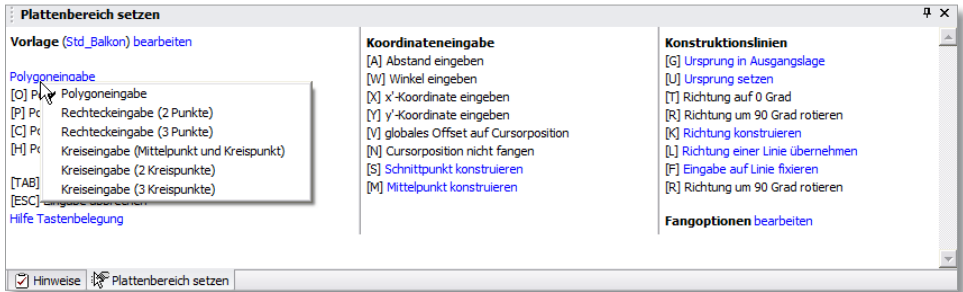 Plattenbereich setzen
Vorlage (Std_Balkon) bearbeiten
Polygoneingabe
[O]
[P]
[C]
[H]
[TAB]
[ESC] Eingabe abbrechen
Hilfe Tastenbelegung
Polygoneingabe
Rechteckeingabe (2 Punkte)
Rechteckeingabe (3 Punkte)
Kreiseingabe (Mittelpunkt und Kreispunkt)
Kreiseingabe (2 Kreispunkte)
Kreiseingabe (3 Kreispunkte)
Koordinateneingabe
[A] Abstand eingeben
[W] Winkel eingeben
[X] x'-Koordinate eingeben
[Y] y'-Koordinate eingeben
[V] globales Offset auf Cursorposition
[N] Cursorposition nicht fangen
[S] Schnittpunkt konstruieren
[M] Mittelpunkt konstruieren
Konstruktionslinien
[G] Ursprung in Ausgangslage
[U] Ursprung setzen
[T] Richtung auf 0 Grad
[R] Richtung um 90 Grad rotieren
[K] Richtung konstruieren
[L] Richtung einer Linie übernehmen
[F] Eingabe auf Linie fixieren
[R] Richtung um 90 Grad rotieren
Fangoptionen bearbeiten
Hinweise
Plattenbereich setzen